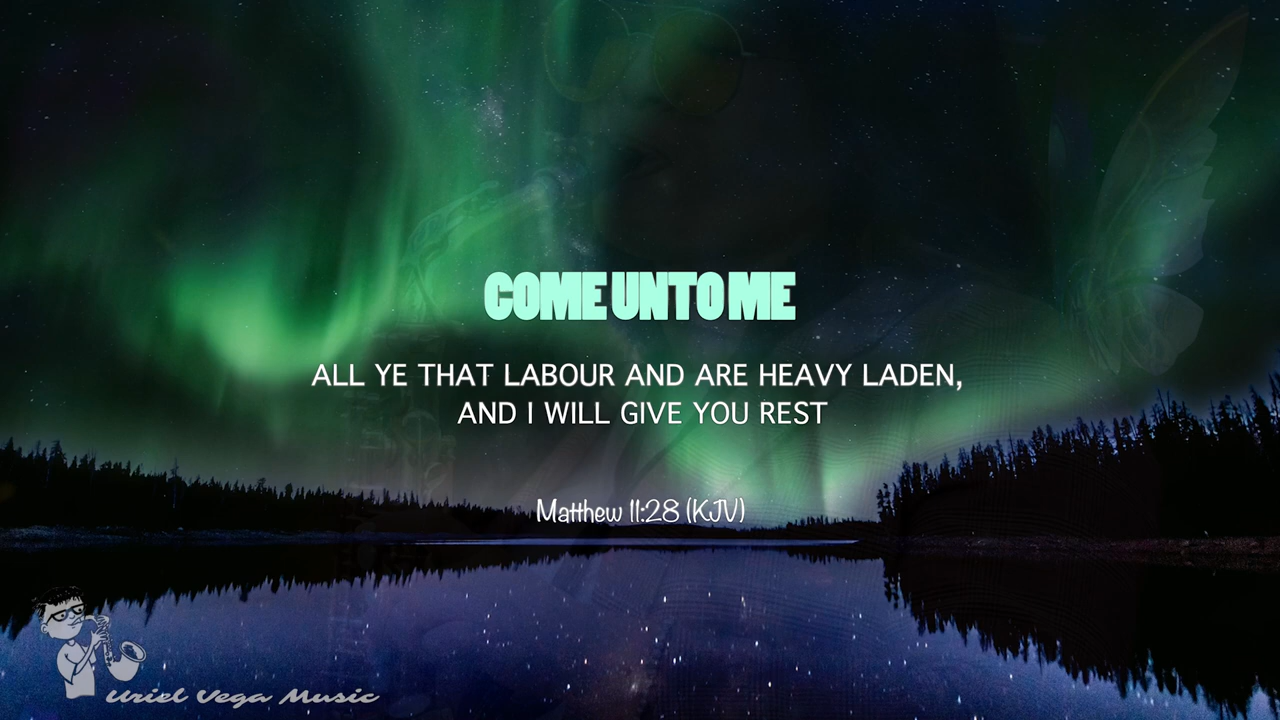 COME UNTO ME
ALL YE THAT LABOUR AND ARE HEAVY LADEN,
AND I WILL GIVE YOU REST
Matthew 11:28 (KJV)
Uriel Vega Music